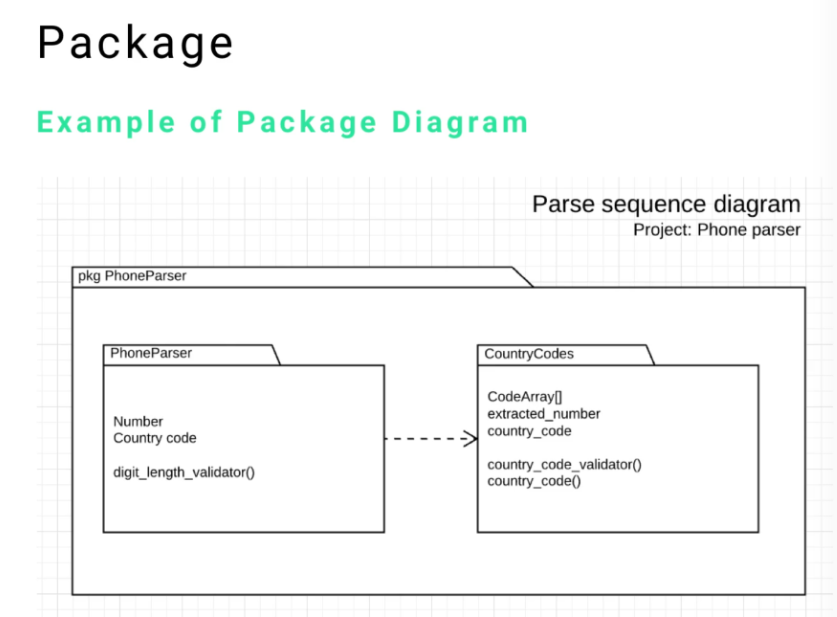 Package
Example of Package Diagram
Parse sequence diagram
Project: Phone parser
pkg PhoneParser
PhoneParser
Number
Country code
digit_length_validator()
CountryCodes
CodeArray[]
extracted_number
country_code
country_code_validator()
country_code()